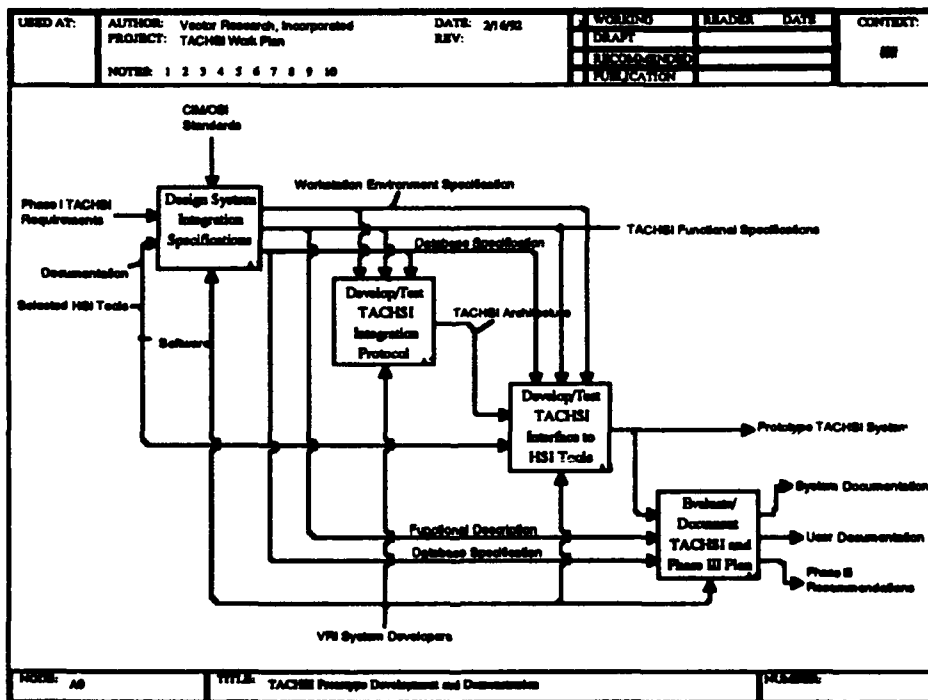 USED AT:
AUTHOR: Vector Research, Incorporated
DATE: 2/16/92
PROJECT: TACHSI Work Plan
REV:
NOTES: 1 2 3 4 5 6 7 8 9 10
WORKING
READER DATE
DRAFT
RECOMMENDED
PUBLICATION
CONTEXT:
CIM/OSI
Standards
Workstation Environment Specification
Phase I TACHSI
Requirements
Design System
Integration
Specifications
TACHSI Functional Specifications
Database Specification
Documentation
Selected HSI Tools
Software
Develop/Test
TACHSI
Integration
Protocol
TACHSI Architecture
Develop/Test
TACHSI
Interface to
HSI Tools
Prototype TACHSI System
System Documentation
Evaluate/
Document
TACHSI and
Phase III Plan
Functional Description
User Documentation
Database Specification
Phase III
Recommendations
VRI System Developers
NODE: A0
TITLE: TACHSI Prototype Development and Demonstration
NUMBER: